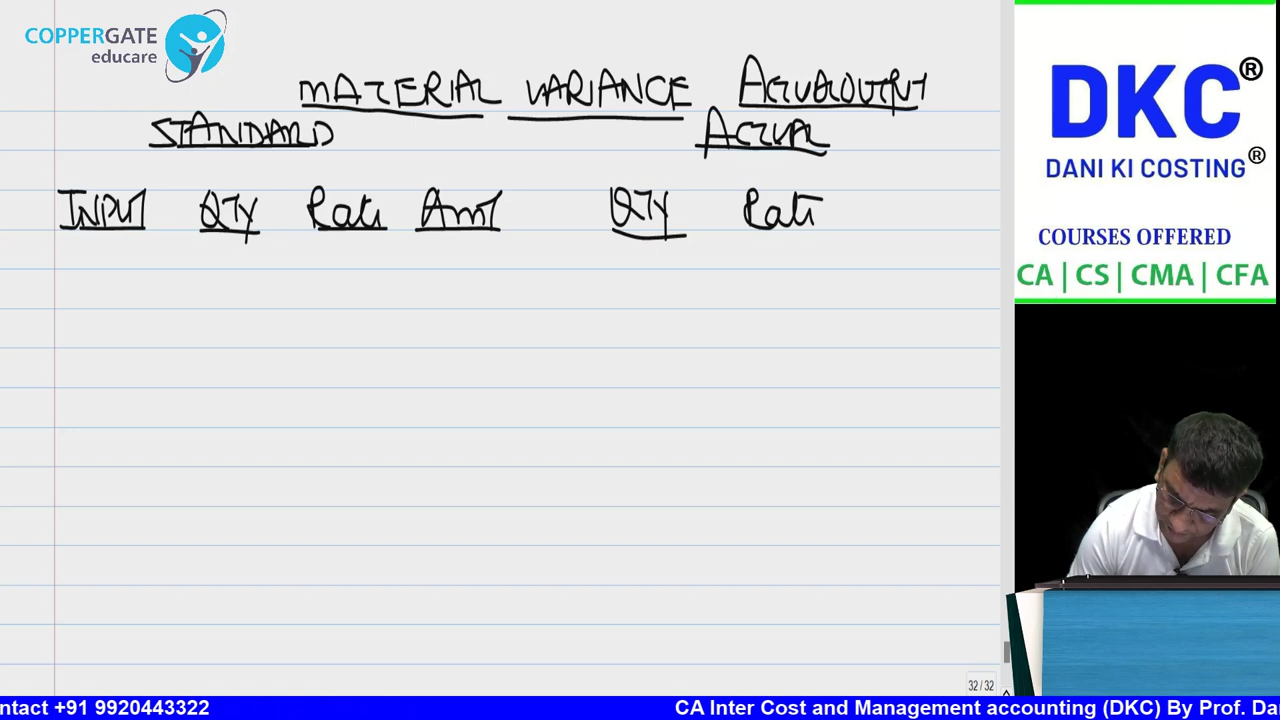 COPPERGATE
educare
MATERIAL VARIANCE
STANDARD ACTUAL
INPUT QTY Rate Amt QTY Rate
32/32
DKC®
DANI KI COSTING®
COURSES OFFERED
CA | CS | CMA | CFA
ntact +91 9920443322 CA Inter Cost and Management accounting (DKC) By Prof. Da